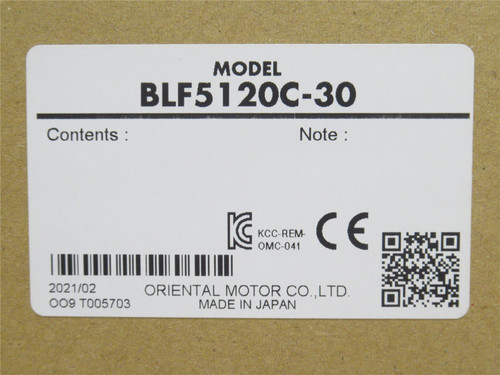 MODEL
BLF5120C-30
Contents :
Note :
KCC-REM-
OMC-041
CE
2021/02
OO9 T005703
ORIENTAL MOTOR CO.,LTD.
MADE IN JAPAN